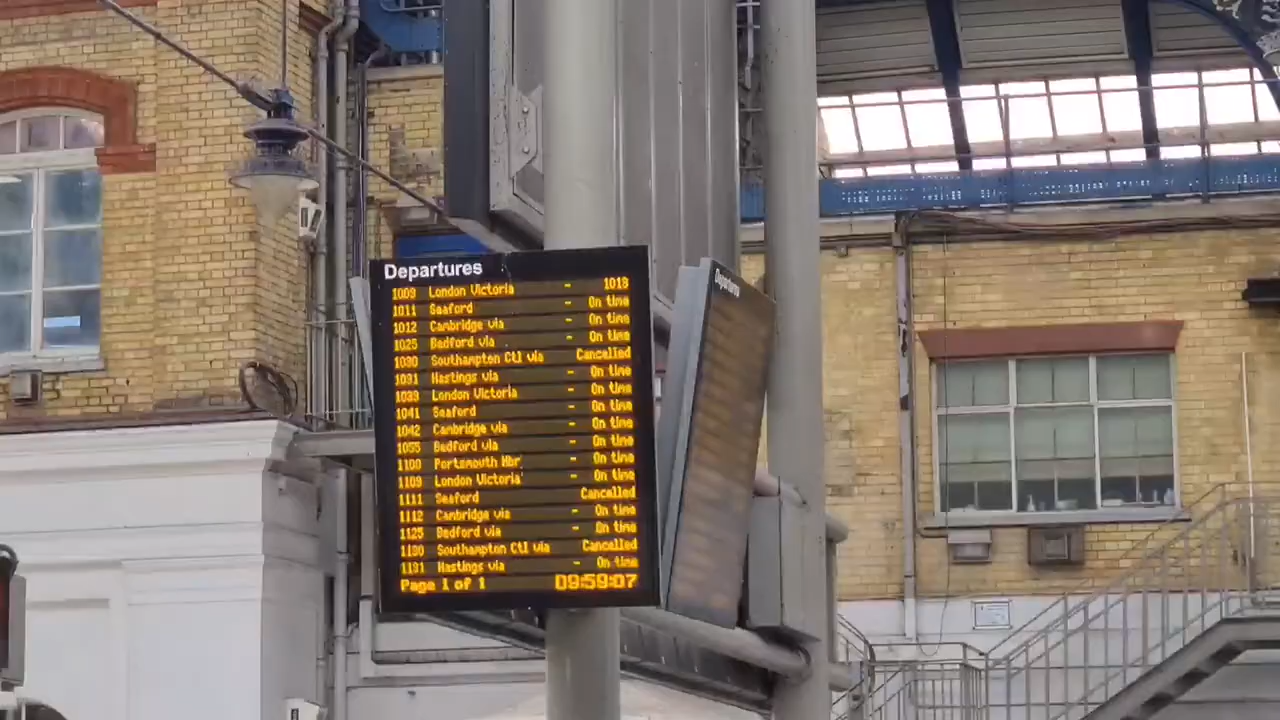 Departures
1009 London Victoria - 1019
1011 Seaford - On time
1012 Cambridge via - On time
1025 Bedford via - On time
1030 Southampton Ctl via Cancelled
1031 Hastings via - On time
1039 London Victoria - On time
1041 Seaford - On time
1042 Cambridge via - On time
1055 Bedford via - On time
1100 Portsmouth Hbr - On time
1109 London Victoria - On time
1111 Seaford Cancelled
1112 Cambridge via - On time
1125 Bedford via - On time
1130 Southampton Ctl via Cancelled
1131 Hastings via - On time
Page 1 of 1 09:59:07
Departures